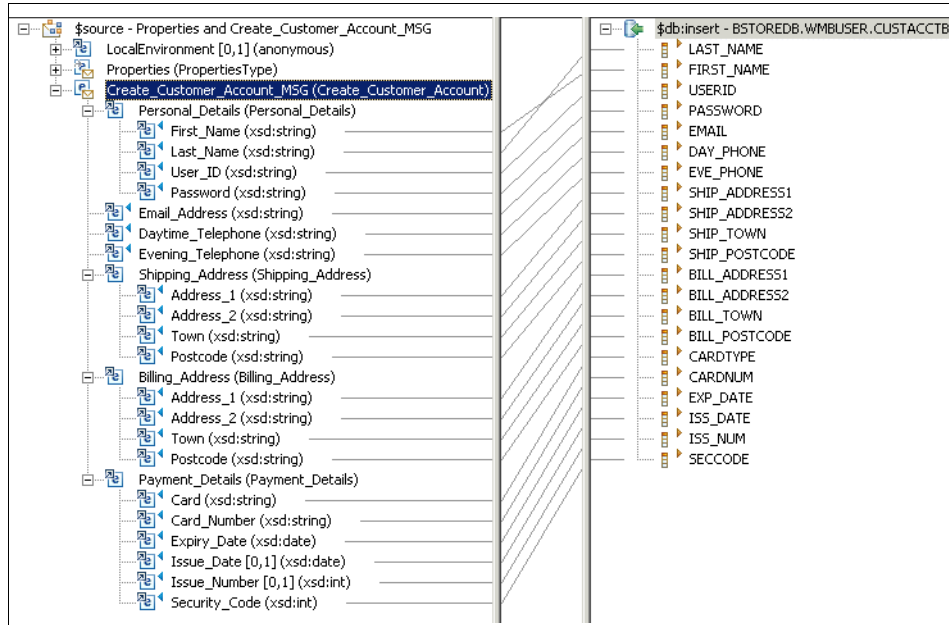 $source - Properties and Create_Customer_Account_MSG
LocalEnvironment [0,1] (anonymous)
Properties (PropertiesType)
Create_Customer_Account_MSG (Create_Customer_Account)
Personal_Details (Personal_Details)
First_Name (xsd:string)
Last_Name (xsd:string)
User_ID (xsd:string)
Password (xsd:string)
Email_Address (xsd:string)
Daytime_Telephone (xsd:string)
Evening_Telephone (xsd:string)
Shipping_Address (Shipping_Address)
Address_1 (xsd:string)
Address_2 (xsd:string)
Town (xsd:string)
Postcode (xsd:string)
Billing_Address (Billing_Address)
Address_1 (xsd:string)
Address_2 (xsd:string)
Town (xsd:string)
Postcode (xsd:string)
Payment_Details (Payment_Details)
Card (xsd:string)
Card_Number (xsd:string)
Expiry_Date (xsd:date)
Issue_Date [0,1] (xsd:date)
Issue_Number [0,1] (xsd:int)
Security_Code (xsd:int)
$db:insert - BSTOREDB.WMBUSER.CUSTACCTB
LAST_NAME
FIRST_NAME
USERID
PASSWORD
EMAIL
DAY_PHONE
EVE_PHONE
SHIP_ADDRESS1
SHIP_ADDRESS2
SHIP_TOWN
SHIP_POSTCODE
BILL_ADDRESS1
BILL_ADDRESS2
BILL_TOWN
BILL_POSTCODE
CARDTYPE
CARDNUM
EXP_DATE
ISS_DATE
ISS_NUM
SECCODE